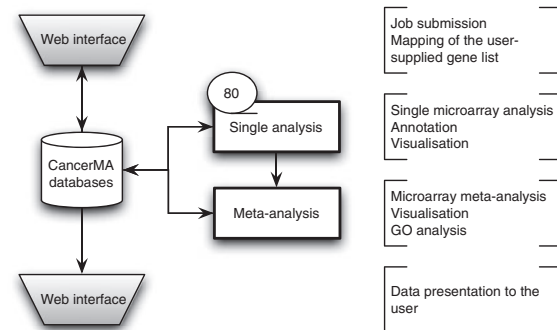 Web interface
Job submission
Mapping of the user-
supplied gene list
80
Single analysis
Single microarray analysis
Annotation
Visualisation
CancerMA
databases
Meta-analysis
Microarray meta-analysis
Visualisation
GO analysis
Web interface
Data presentation to the
user